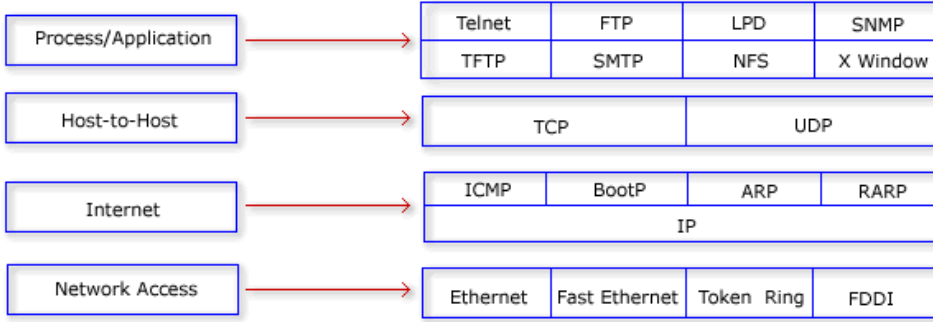 Process/Application
Telnet FTP LPD SNMP
TFTP SMTP NFS X Window
Host-to-Host
TCP UDP
Internet
ICMP BootP ARP RARP
IP
Network Access
Ethernet Fast Ethernet Token Ring FDDI